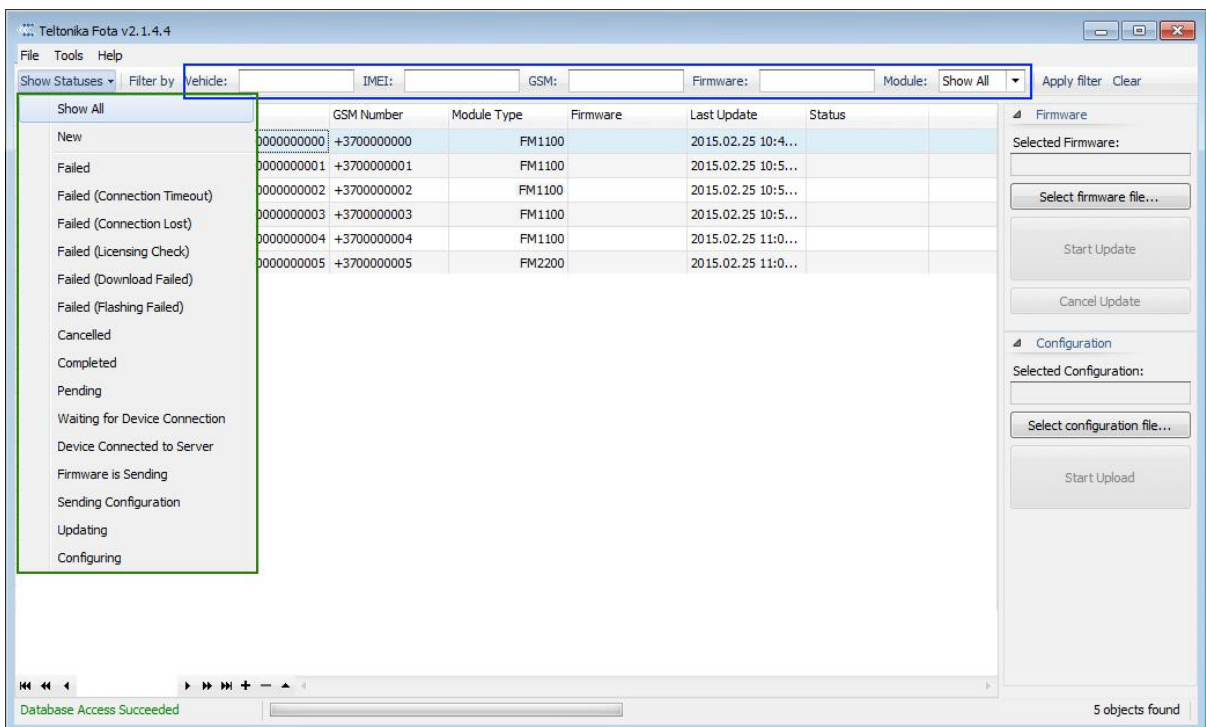 Teltonika Fota v2.1.4.4
File Tools Help
Show Statuses Filter by Vehicle: IMEI: GSM: Firmware: Module: Show All Apply filter Clear
Show All
New
Failed
Failed (Connection Timeout)
Failed (Connection Lost)
Failed (Licensing Check)
Failed (Download Failed)
Failed (Flashing Failed)
Cancelled
Completed
Pending
Waiting for Device Connection
Device Connected to Server
Firmware is Sending
Sending Configuration
Updating
Configuring
GSM Number Module Type Firmware Last Update Status
0000000000 +3700000000 FM1100 2015.02.25 10:4...
0000000001 +3700000001 FM1100 2015.02.25 10:5...
0000000002 +3700000002 FM1100 2015.02.25 10:5...
0000000003 +3700000003 FM1100 2015.02.25 10:5...
0000000004 +3700000004 FM1100 2015.02.25 11:0...
0000000005 +3700000005 FM2200 2015.02.25 11:0...
Firmware
Selected Firmware:
Select firmware file...
Start Update
Cancel Update
Configuration
Selected Configuration:
Select configuration file...
Start Upload
Database Access Succeeded
5 objects found